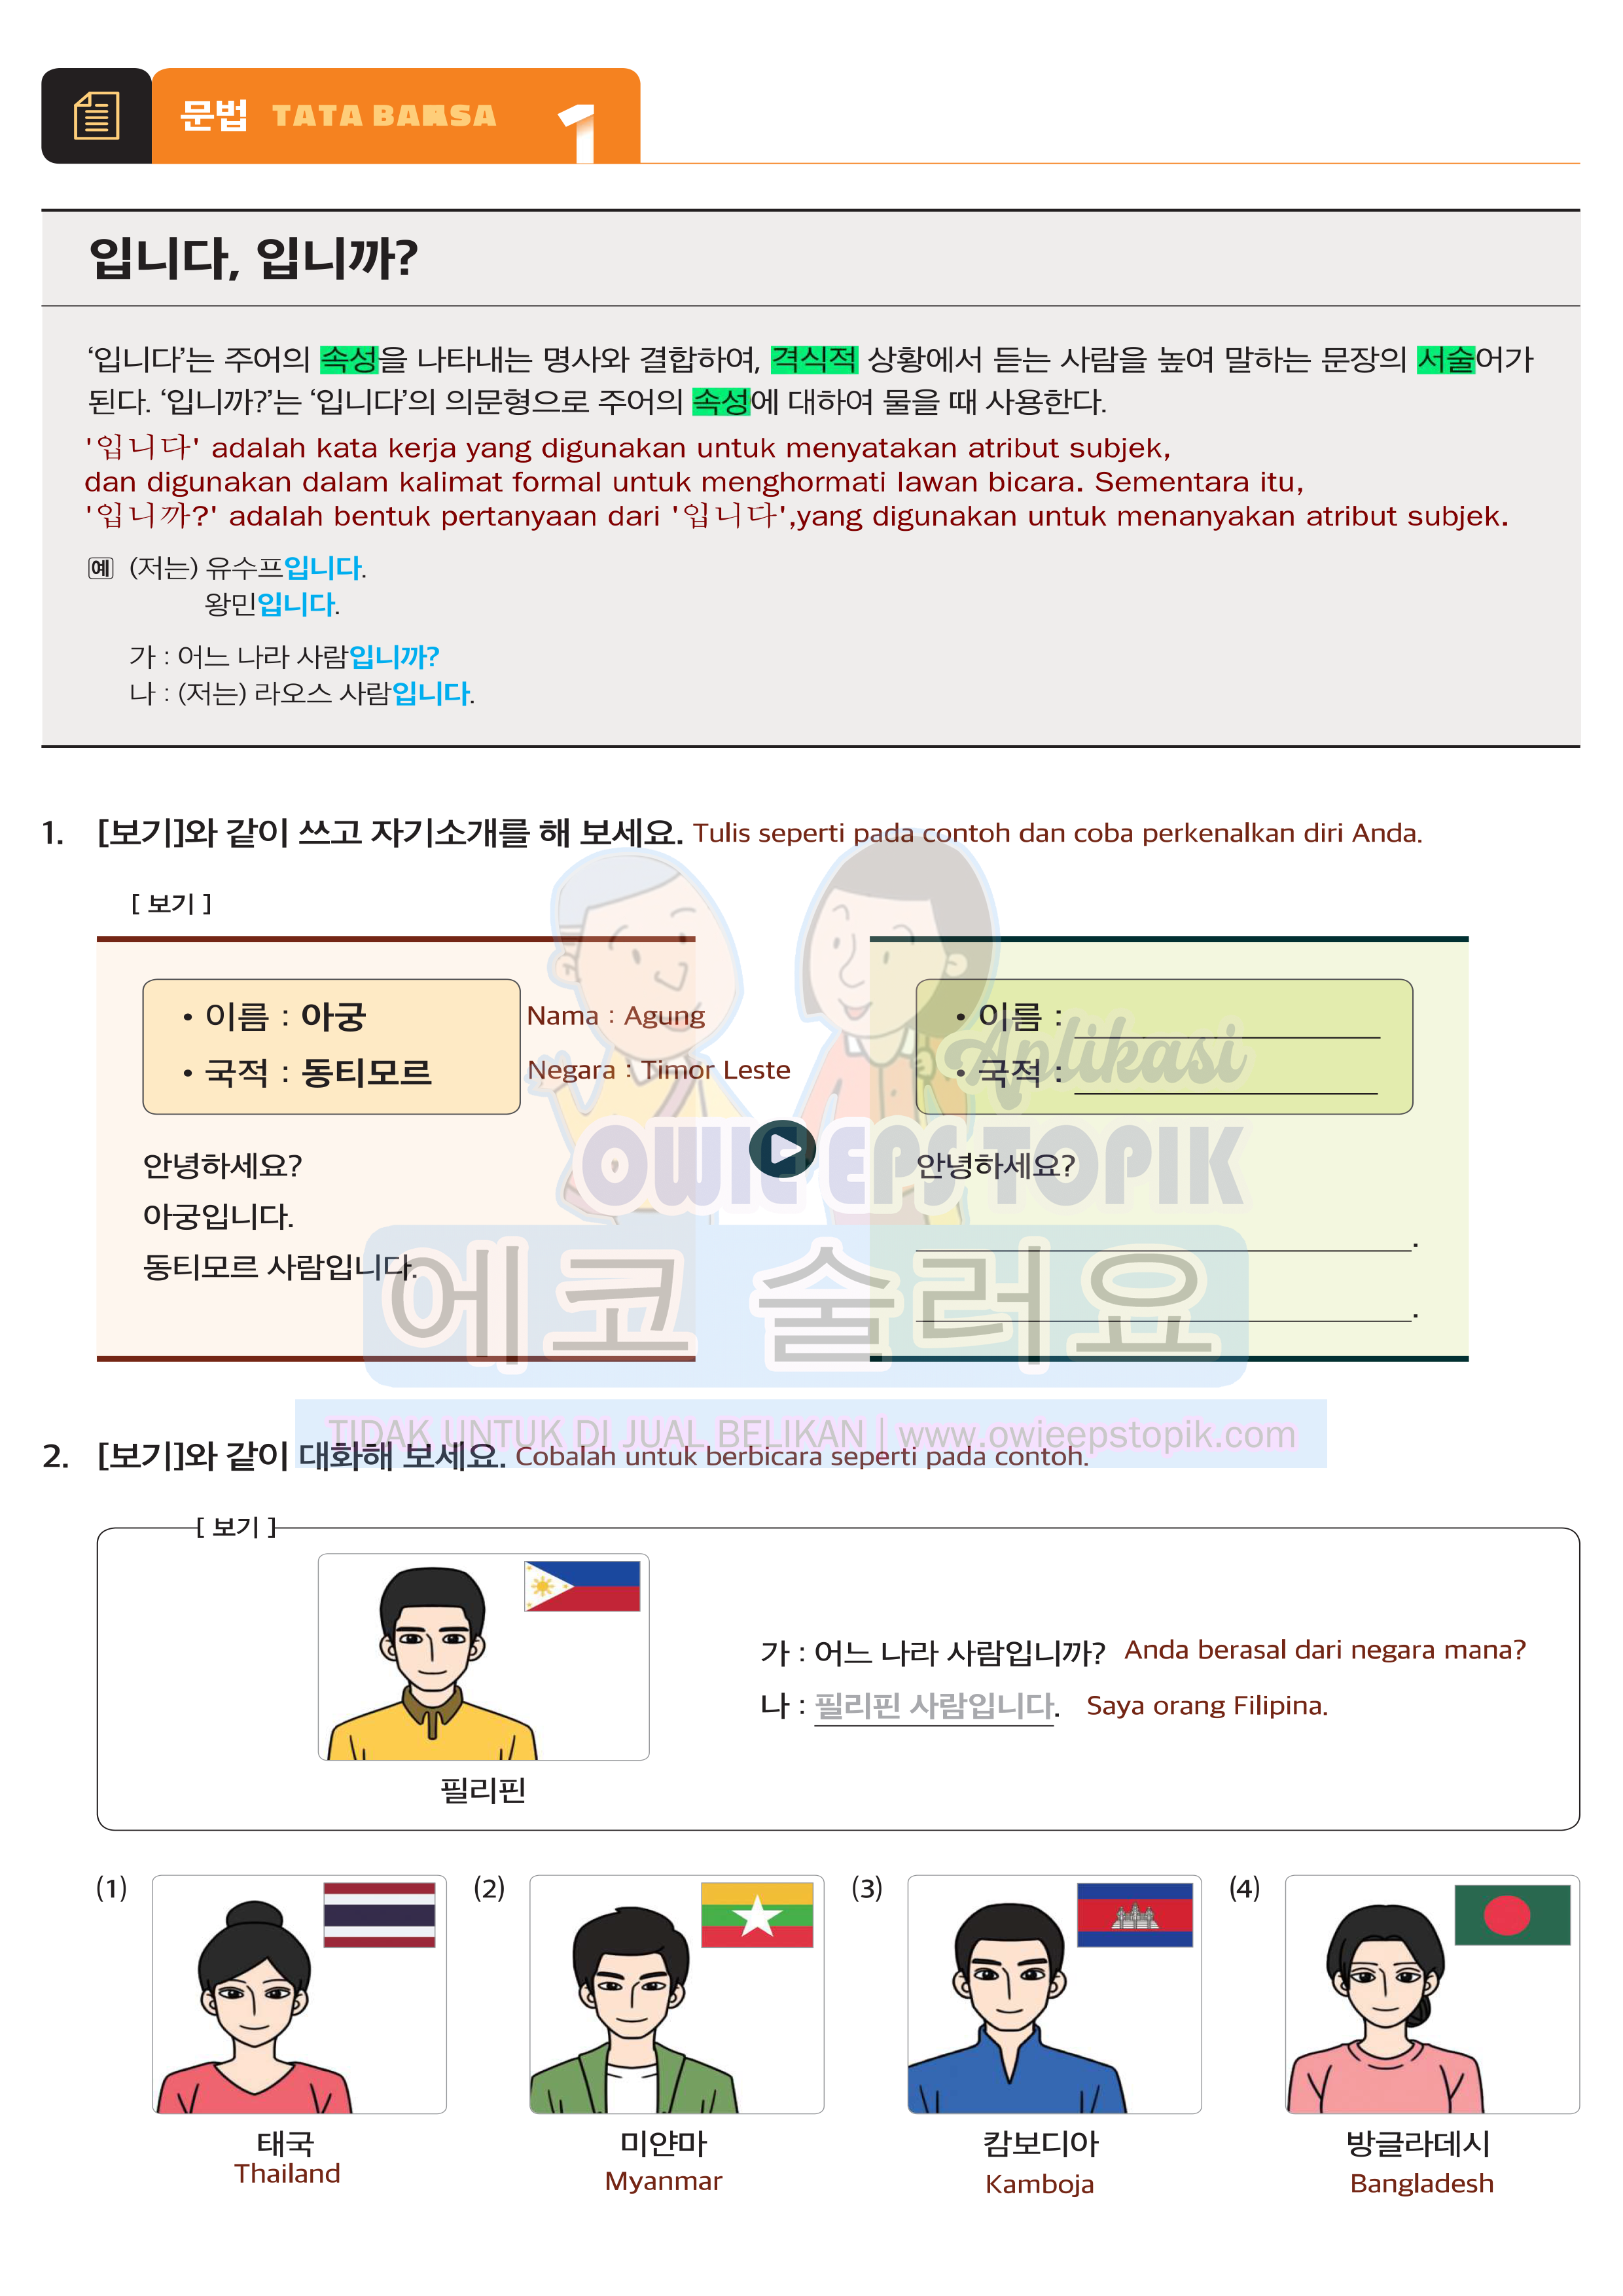 문법 TATA BAHSA 1
입니다, 입니까?
‘입니다’는 주어의 속성을 나타내는 명사와 결합하여, 격식적 상황에서 듣는 사람을 높여 말하는 문장의 서술어가
된다. ‘입니까?’는 ‘입니다’의 의문형으로 주어의 속성에 대하여 물을 때 사용한다.
'입니다' adalah kata kerja yang digunakan untuk menyatakan atribut subjek,
dan digunakan dalam kalimat formal untuk menghormati lawan bicara. Sementara itu,
'입니까?' adalah bentuk pertanyaan dari '입니다',yang digunakan untuk menanyakan atribut subjek.
예 (저는) 유수프입니다.
왕민입니다.
가 : 어느 나라 사람입니까?
나 : (저는) 라오스 사람입니다.
1. [보기]와 같이 쓰고 자기소개를 해 보세요. Tulis seperti pada contoh dan coba perkenalkan diri Anda.
[ 보기 ]
• 이름 : 아궁 Nama : Agung
• 국적 : 동티모르 Negara : Timor Leste
안녕하세요?
아궁입니다.
동티모르 사람입니다.
• 이름 :
• 국적 :
안녕하세요?
.
.
Aplikasi
OWIE EPS TOPIK
에코 술러요
TIDAK UNTUK DI JUAL BELIKAN | www.owieepstopik.com
2. [보기]와 같이 대화해 보세요. Cobalah untuk berbicara seperti pada contoh.
[ 보기 ]
필리핀
가 : 어느 나라 사람입니까? Anda berasal dari negara mana?
나 : 필리핀 사람입니다. Saya orang Filipina.
(1) (2) (3) (4)
태국 미얀마 캄보디아 방글라데시
Thailand Myanmar Kamboja Bangladesh